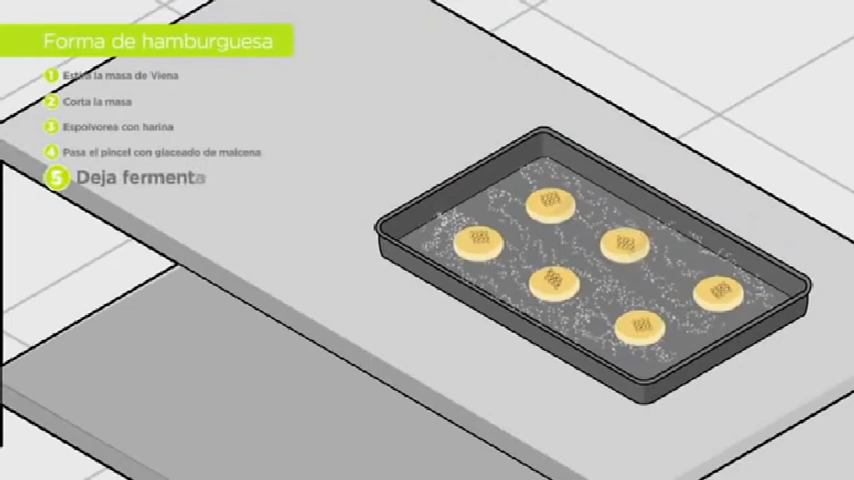 Forma de hamburguesa
1 Estira la masa de Viena
2 Corta la masa
3 Espolvorea con harina
4 Pasa el pincel con glaceado de maicena
5 Deja fermenta